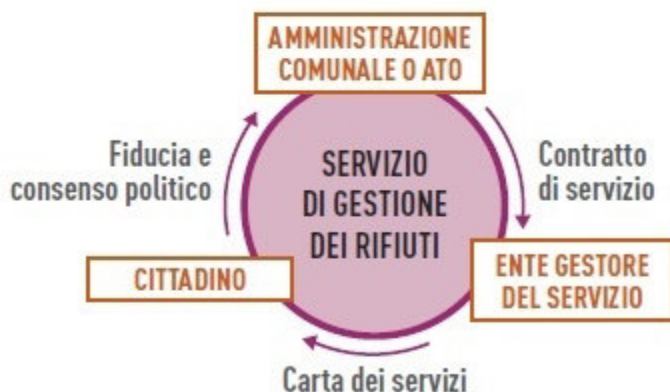 AMMINISTRAZIONE
COMUNALE O ATO
Fiducia e
consenso politico
SERVIZIO
DI GESTIONE
DEI RIFIUTI
Contratto
di servizio
CITTADINO
ENTE GESTORE
DEL SERVIZIO
Carta dei servizi